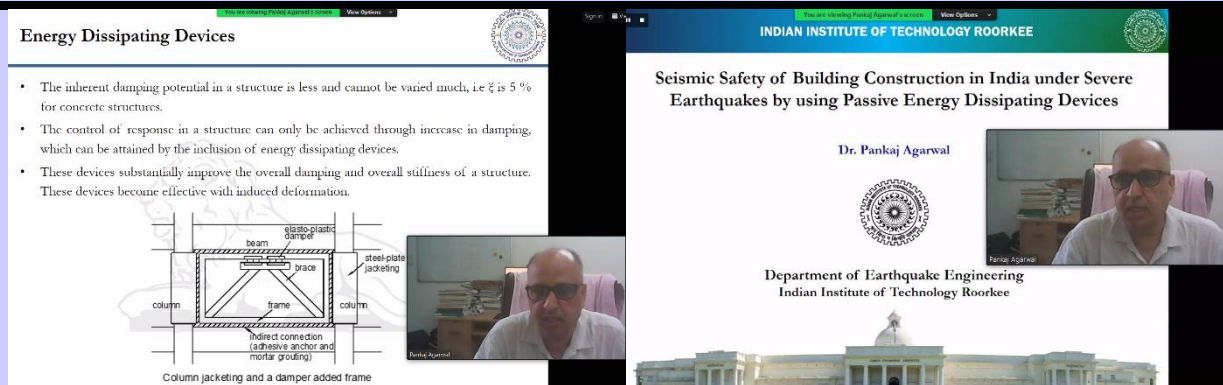 You are viewing Pankaj Agarwal's screen View Options
Sign in
Energy Dissipating Devices
• The inherent damping potential in a structure is less and cannot be varied much, i.e ξ is 5 %
for concrete structures.
• The control of response in a structure can only be achieved through increase in damping,
which can be attained by the inclusion of energy dissipating devices.
• These devices substantially improve the overall damping and overall stiffness of a structure.
These devices become effective with induced deformation.
elasto-plastic
damper
beam
steel-plate
jacketing
brace
column
frame
column
indirect connection
(adhesive anchor and
mortar grouting)
Column jacketing and a damper added frame
Pankaj Agarwal
You are viewing Pankaj Agarwal's screen View Options
INDIAN INSTITUTE OF TECHNOLOGY ROORKEE
Seismic Safety of Building Construction in India under Severe
Earthquakes by using Passive Energy Dissipating Devices
Dr. Pankaj Agarwal
Pankaj Agarwal
Department of Earthquake Engineering
Indian Institute of Technology Roorkee